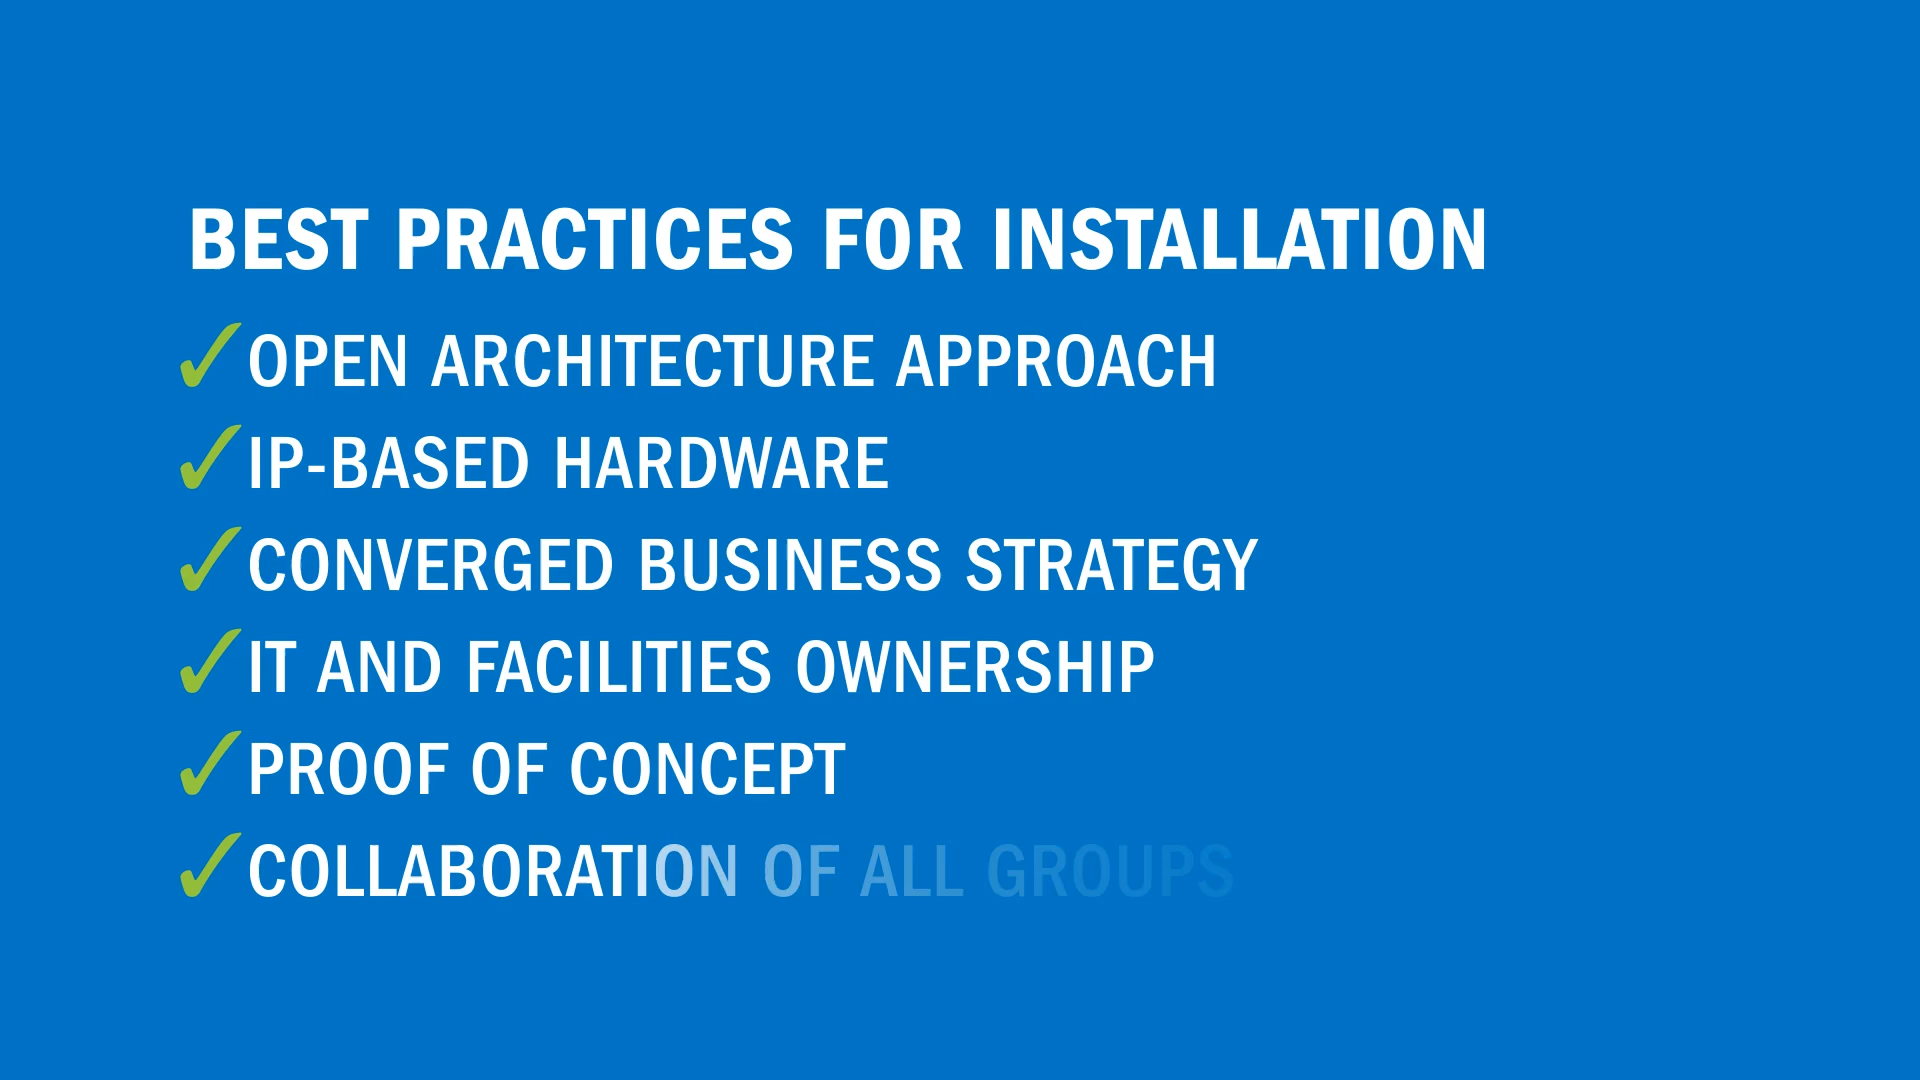 BEST PRACTICES FOR INSTALLATION
✓OPEN ARCHITECTURE APPROACH
✓IP-BASED HARDWARE
✓CONVERGED BUSINESS STRATEGY
✓IT AND FACILITIES OWNERSHIP
✓PROOF OF CONCEPT
✓COLLABORATION OF ALL GROUPS